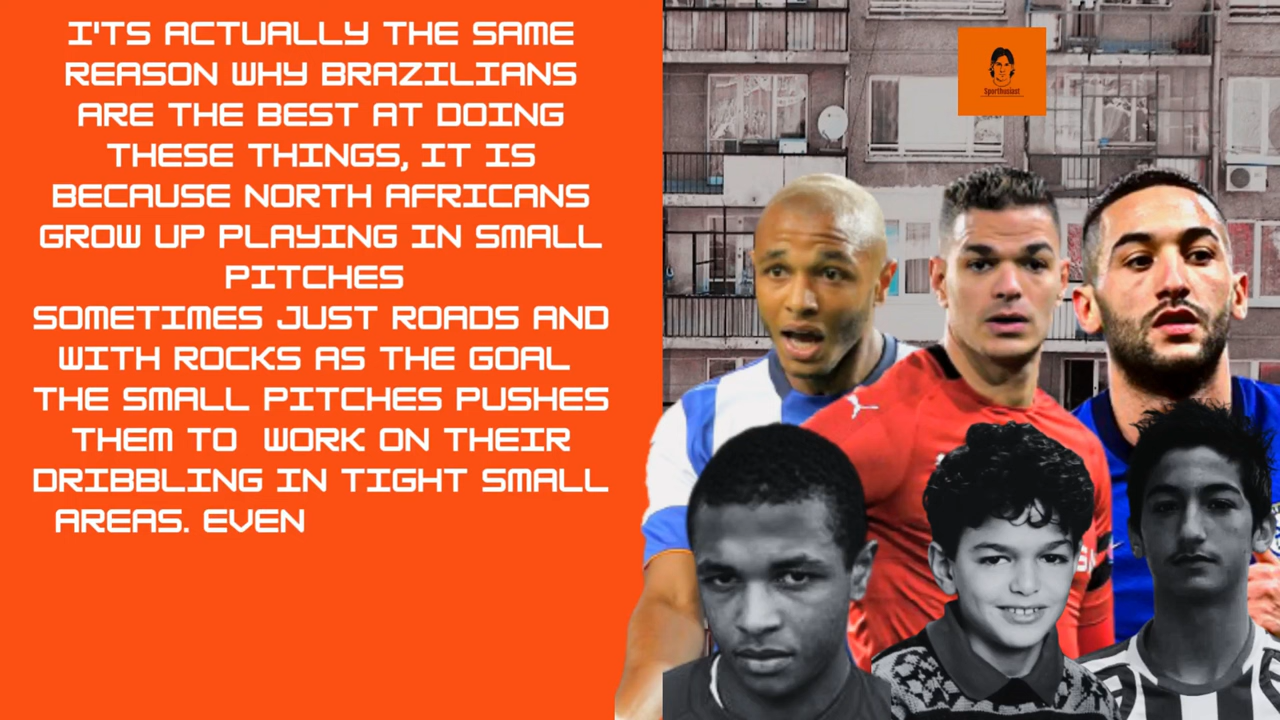 I'TS ACTUALLY THE SAME
REASON WHY BRAZILIANS
ARE THE BEST AT DOING
THESE THINGS, IT IS
BECAUSE NORTH AFRICANS
GROW UP PLAYING IN SMALL
PITCHES
SOMETIMES JUST ROADS AND
WITH ROCKS AS THE GOAL
THE SMALL PITCHES PUSHES
THEM TO WORK ON THEIR
DRIBBLING IN TIGHT SMALL
AREAS. EVEN
Sporthusiast